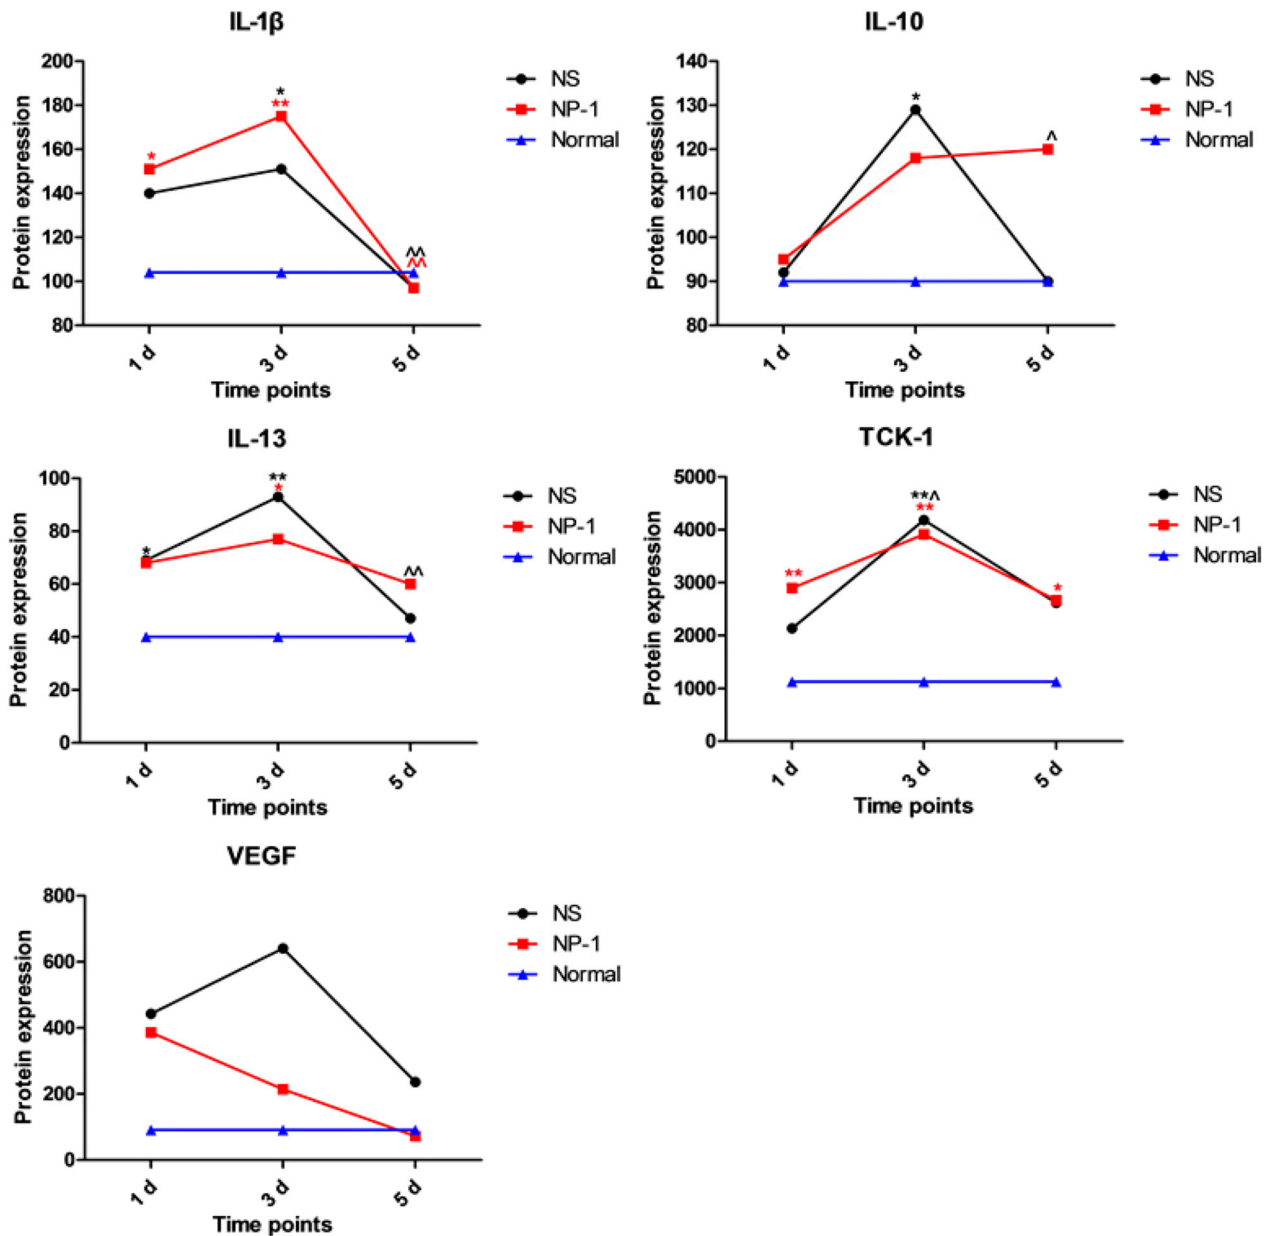 IL-1β
200
180
160
140
120
100
80
Protein expression
*
*
**
^^
^^
1 d
3 d
5 d
Time points
NS
NP-1
Normal
IL-10
140
130
120
110
100
90
80
Protein expression
*
^
1 d
3 d
5 d
Time points
NS
NP-1
Normal
IL-13
100
80
60
40
20
0
Protein expression
*
**
*
^^
1 d
3 d
5 d
Time points
NS
NP-1
Normal
TCK-1
5000
4000
3000
2000
1000
0
Protein expression
**
**^
**
*
1 d
3 d
5 d
Time points
NS
NP-1
Normal
VEGF
800
600
400
200
0
Protein expression
1 d
3 d
5 d
Time points
NS
NP-1
Normal